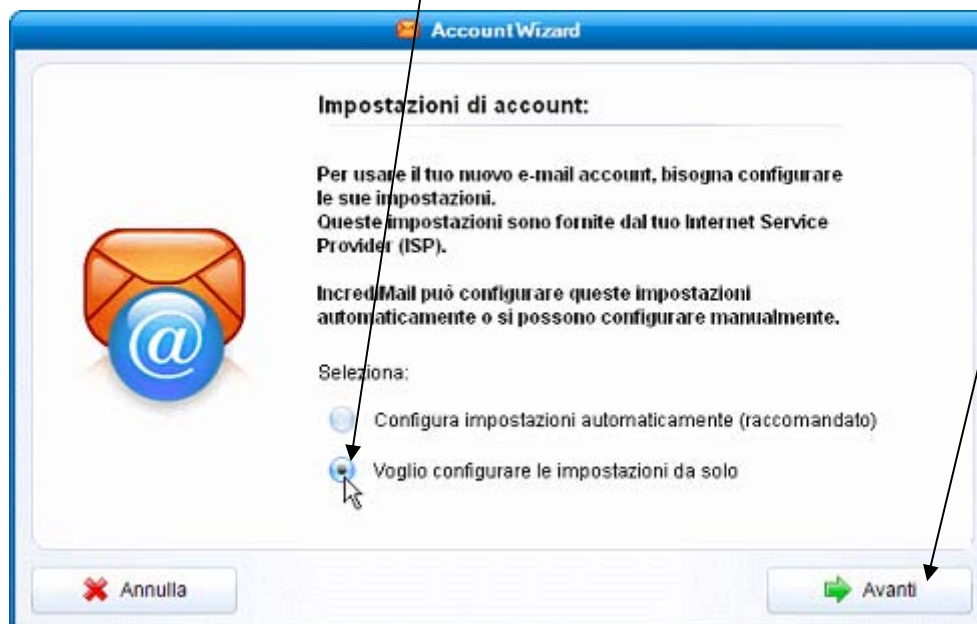 AccountWizard
Impostazioni di account:
Per usare il tuo nuovo e-mail account, bisogna configurare
le sue impostazioni.
Queste impostazioni sono fornite dal tuo Internet Service
Provider (ISP).
IncrediMail può configurare queste impostazioni
automaticamente o si possono configurare manualmente.
Seleziona:
Configura impostazioni automaticamente (raccomandato)
Voglio configurare le impostazioni da solo
Annulla
Avanti